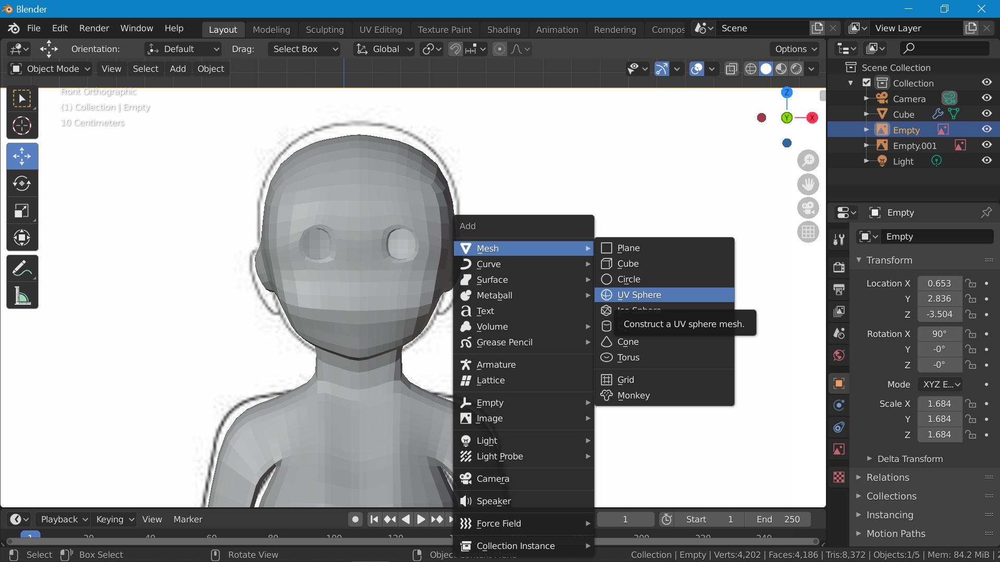 Blender
File Edit Render Window Help Layout Modeling Sculpting UV Editing Texture Paint Shading Animation Rendering Compos Scene View Layer
Orientation: Default Drag: Select Box Global Options
Object Mode View Select Add Object
Front Orthographic
(1) Collection | Empty
10 Centimeters
Z
Y
X
Scene Collection
Collection
Camera
Cube
Empty
Empty.001
Light
Add
Mesh
Curve
Surface
Metaball
Text
Volume
Grease Pencil
Armature
Lattice
Empty
Image
Light
Light Probe
Camera
Speaker
Force Field
Collection Instance
Plane
Cube
Circle
UV Sphere
Ico Sphere
Construct a UV sphere mesh.
Cone
Torus
Grid
Monkey
Empty
Empty
Transform
Location X 0.653
Y 2.836
Z -3.504
Rotation X 90°
Y -0°
Z -0°
Mode XYZ E...
Scale X 1.684
Y 1.684
Z 1.684
Delta Transform
Relations
Collections
Instancing
Motion Paths
Playback Keying View Marker 1 Start 1 End 250
1 20 40 60 80 100 120 200 220 240
Select Box Select Rotate View Object Context Menu Collection | Empty | Verts:4,202 | Faces:4,186 | Tris:8,372 | Objects:1/5 | Mem: 84.2 MiB | 2